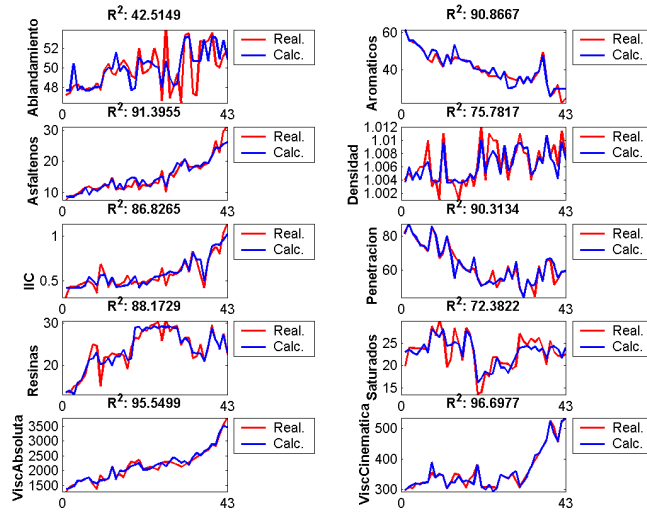 R²: 42.5149
Ablandamiento
52
50
48
0
43
Real.
Calc.
R²: 90.8667
Aromaticos
60
40
0
43
Real.
Calc.
R²: 91.3955
Asfaltenos
30
20
10
0
43
Real.
Calc.
R²: 75.7817
Densidad
1.012
1.008
1.006
1.004
1.002
0
43
Real.
Calc.
R²: 86.8265
IIC
1
0.5
0
43
Real.
Calc.
R²: 90.3134
Penetracion
80
60
0
43
Real.
Calc.
R²: 88.1729
Resinas
30
20
0
43
Real.
Calc.
R²: 72.3822
Saturados
25
20
15
0
43
Real.
Calc.
R²: 95.5499
ViscAbsoluta
3500
3000
2500
2000
1500
0
43
Real.
Calc.
R²: 96.6977
ViscCinematica
500
400
300
0
43
Real.
Calc.